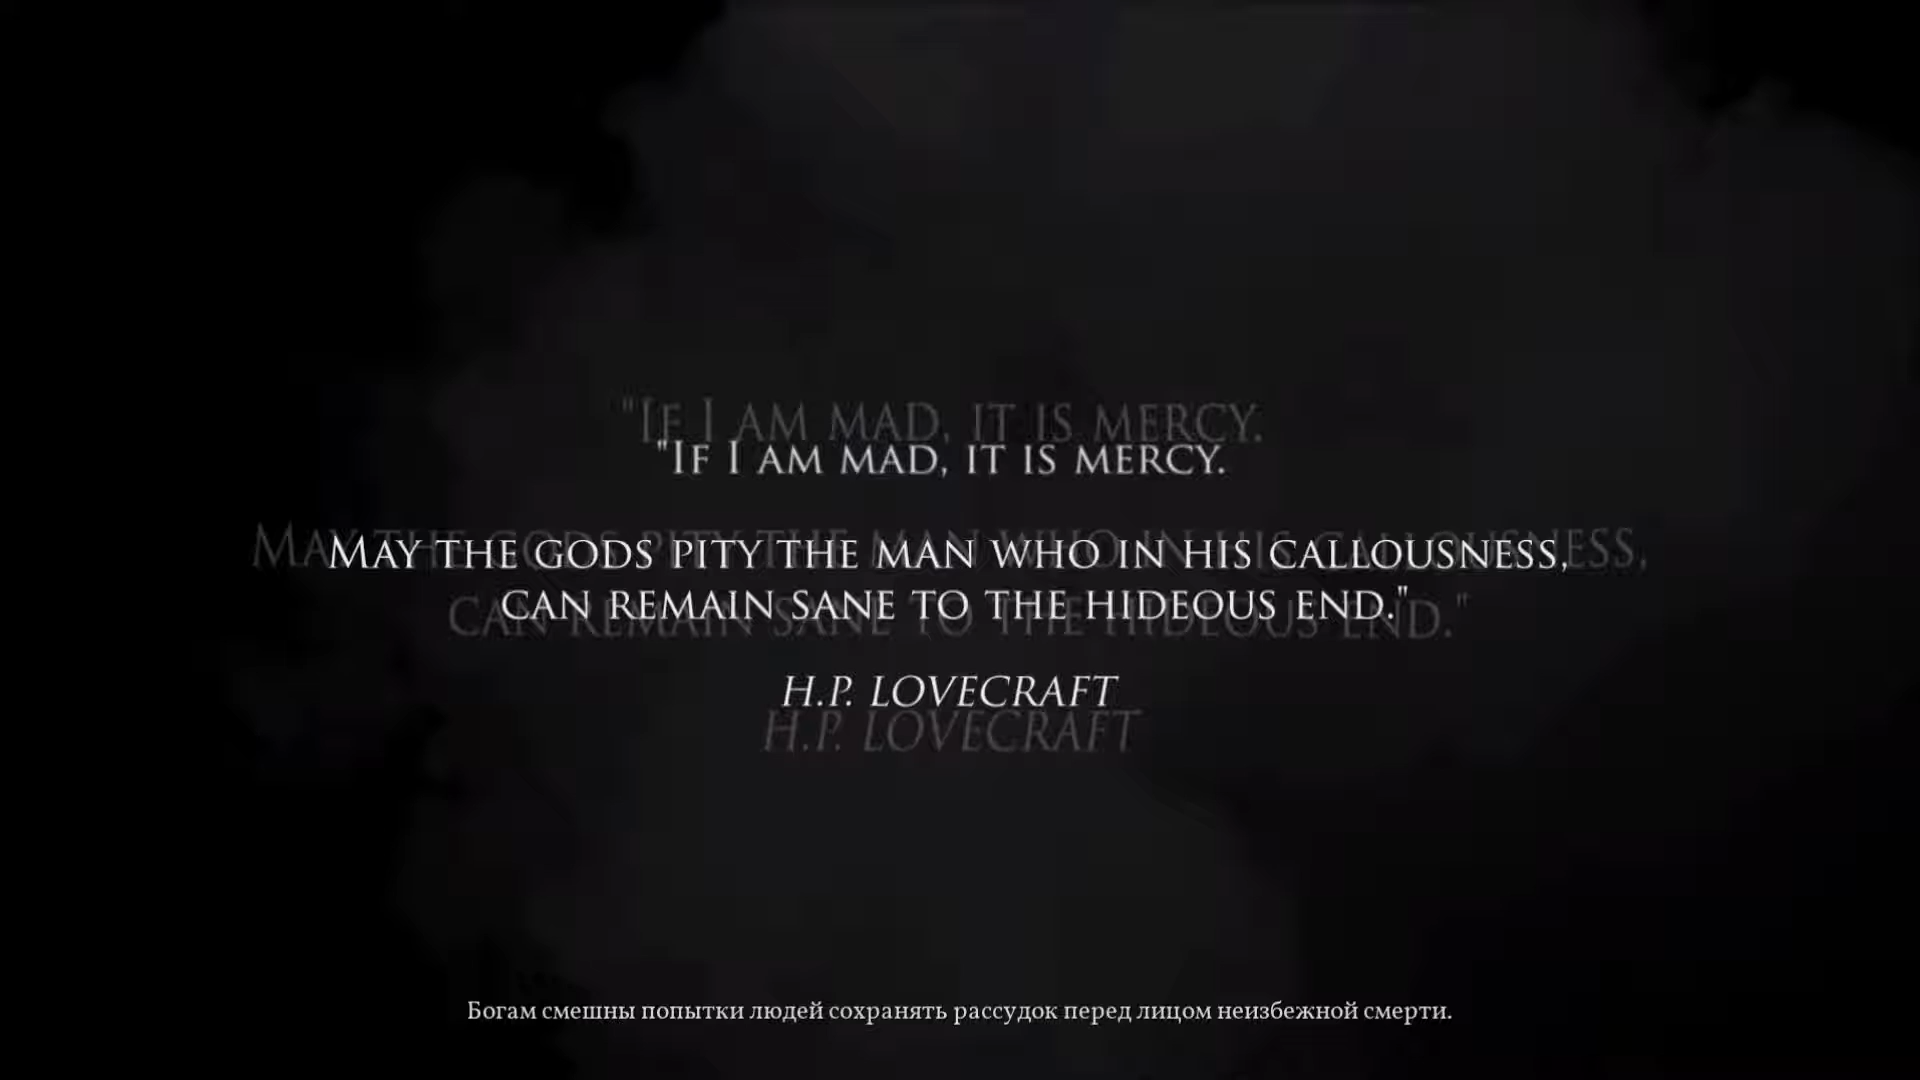 "If I am mad, it is mercy.
May the gods pity the man who in his callousness,
can remain sane to the hideous end."
H.P. Lovecraft
Богам смешны попытки людей сохранять рассудок перед лицом неизбежной смерти.